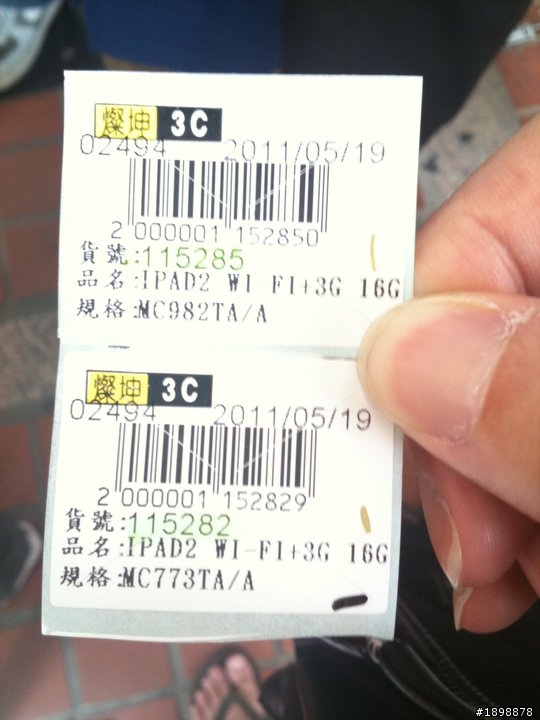 燦坤 3C
02494 2011/05/19
2 000001 152850
貨號:115285
品名:IPAD2 WI-FI+3G 16G
規格:MC982TA/A
燦坤 3C
02494 2011/05/19
2 000001 152829
貨號:115282
品名:IPAD2 WI-FI+3G 16G
規格:MC773TA/A
#1898878